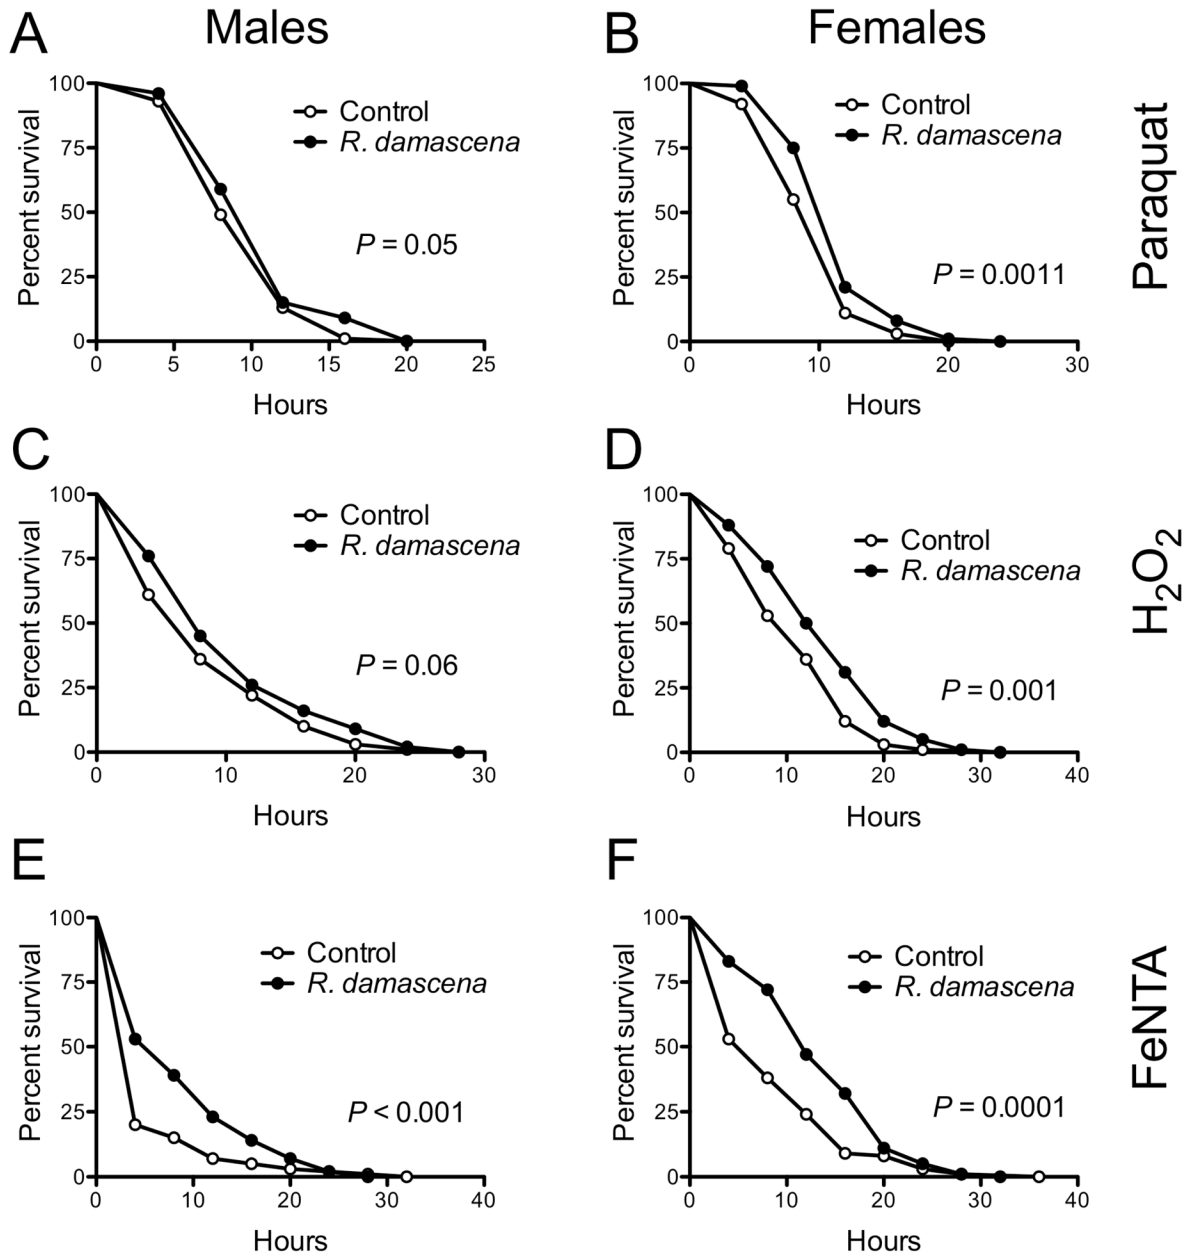 A
Males
B
Females
Percent survival
100
75
50
25
0
Control
R. damascena
P = 0.05
0 5 10 15 20 25
Hours
Percent survival
100
75
50
25
0
Control
R. damascena
P = 0.0011
0 10 20 30
Hours
Paraquat
C
Percent survival
100
75
50
25
0
Control
R. damascena
P = 0.06
0 10 20 30
Hours
D
Percent survival
100
75
50
25
0
Control
R. damascena
P = 0.001
0 10 20 30 40
Hours
H₂O₂
E
Percent survival
100
75
50
25
0
Control
R. damascena
P < 0.001
0 10 20 30 40
Hours
F
Percent survival
100
75
50
25
0
Control
R. damascena
P = 0.0001
0 10 20 30 40
Hours
FeNTA